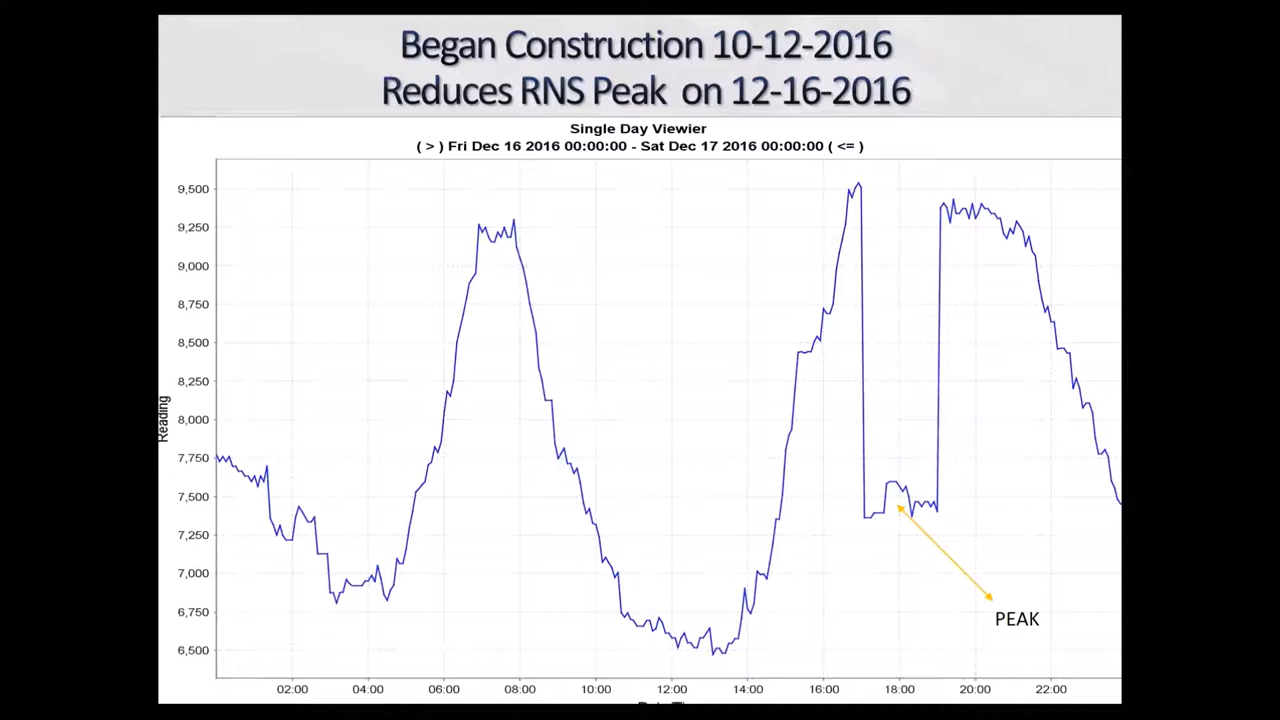 Began Construction 10-12-2016
Reduces RNS Peak on 12-16-2016
Single Day Viewier
( > ) Fri Dec 16 2016 00:00:00 - Sat Dec 17 2016 00:00:00 ( <= )
9,500
9,250
9,000
8,750
8,500
8,250
8,000
7,750
7,500
7,250
7,000
6,750
6,500
Reading
PEAK
02:00 04:00 06:00 08:00 10:00 12:00 14:00 16:00 18:00 20:00 22:00